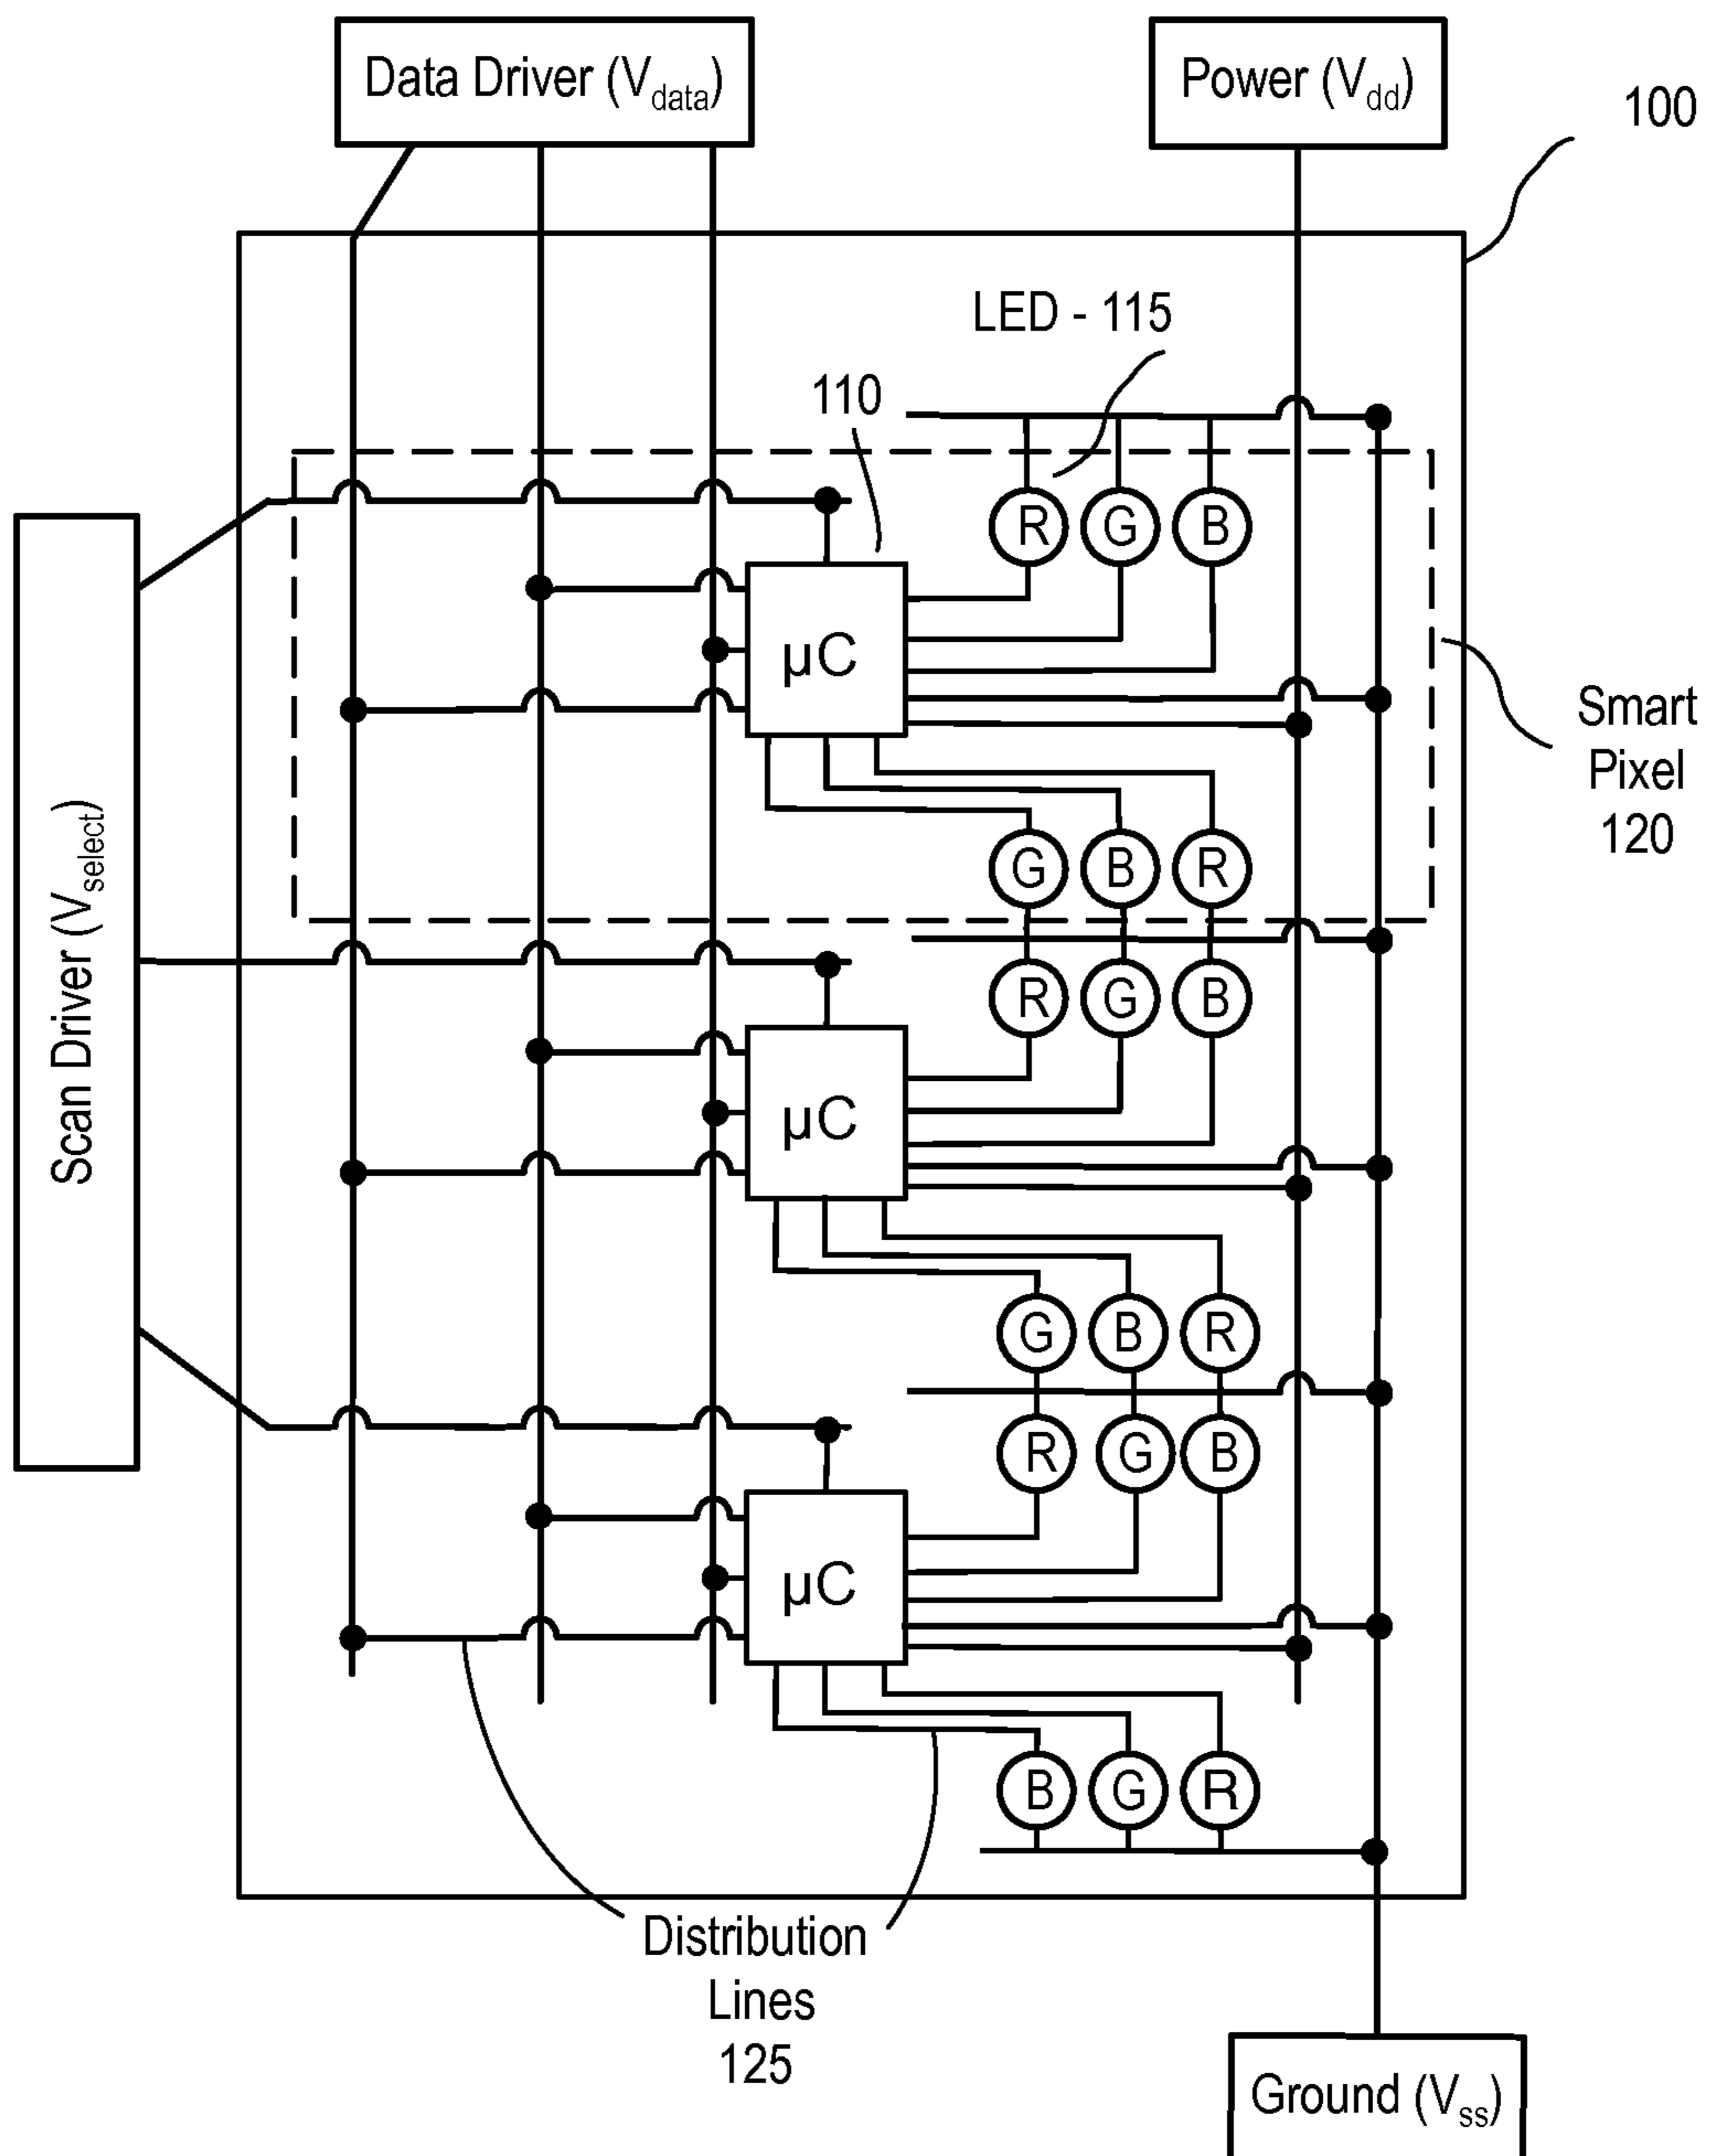 Data Driver (Vdata)
Power (Vdd)
100
LED - 115
110
R G B
µC
Smart
Pixel
120
Scan Driver (Vselect)
G B R
R G B
µC
G B R
R G B
µC
B G R
Distribution
Lines
125
Ground (Vss)